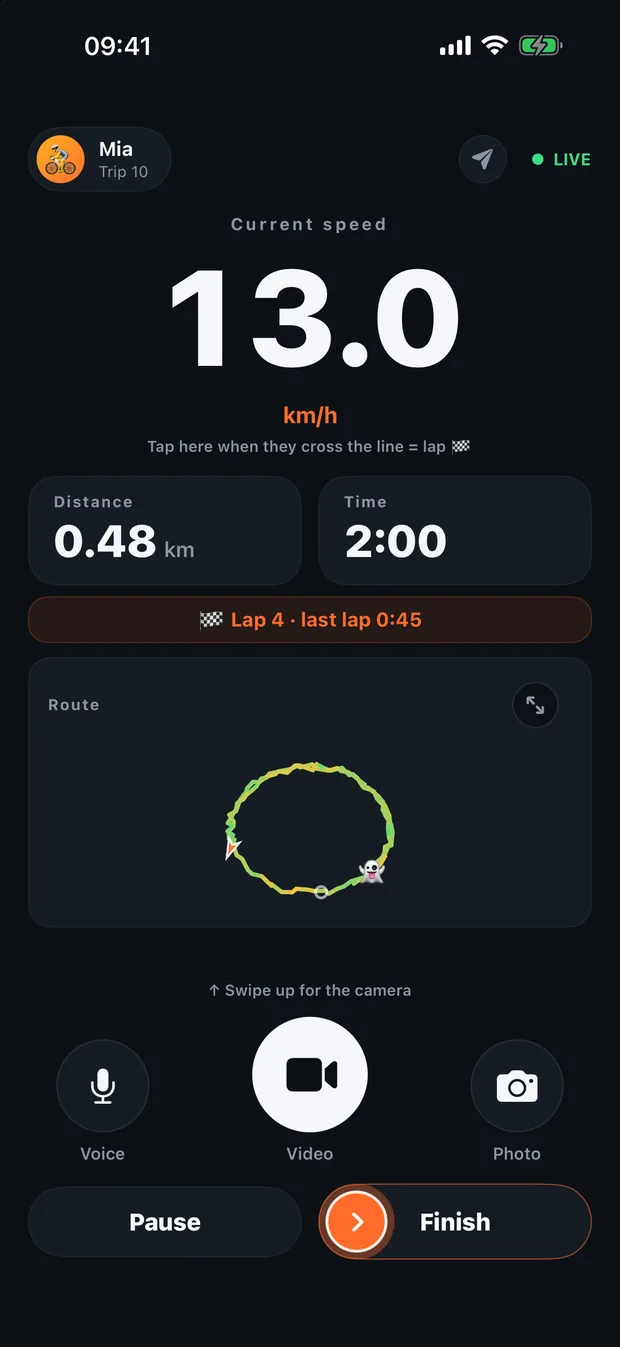 09:41
Mia
Trip 10
LIVE
Current speed
13.0
km/h
Tap here when they cross the line = lap 🏁
Distance
0.48 km
Time
2:00
🏁 Lap 4 · last lap 0:45
Route
↑ Swipe up for the camera
Voice
Video
Photo
Pause
Finish